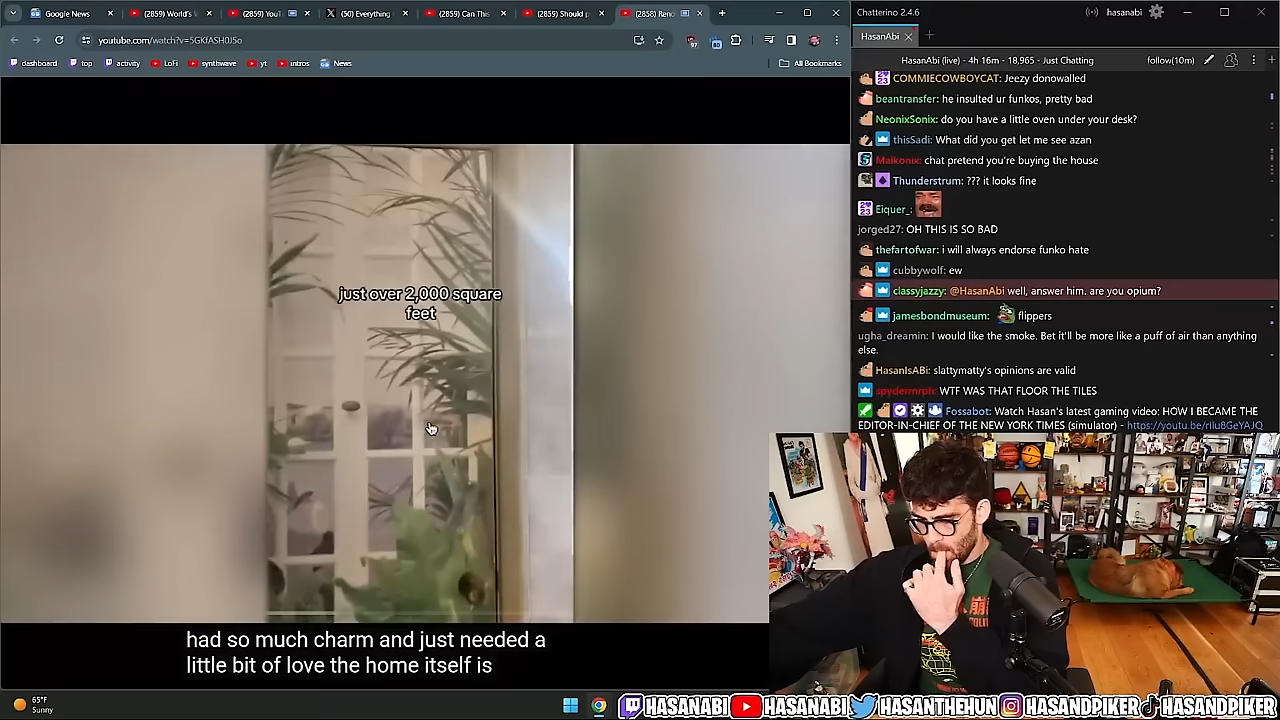 Google News
(2859) World's
(2859) YouT
(50) Everything
(2859) Can This
(2855) Should p
(2858) Reno
youtube.com/watch?v=5GKfASH0J5o
97
dashboard
top
activity
LoFi
synthwave
yt
intros
News
All Bookmarks
just over 2,000 square
feet
had so much charm and just needed a
little bit of love the home itself is
Chatterino 2.4.6
hasanabi
HasanAbi
HasanAbi (live) - 4h 16m - 18,965 - Just Chatting
follow(10m)
COMMIECOWBOYCAT: Jeezy donowalled
beantransfer: he insulted ur funkos, pretty bad
NeonixSonix: do you have a little oven under your desk?
thisSadi: What did you get let me see azan
Maikonix: chat pretend you're buying the house
Thunderstrum: ??? it looks fine
Eiquer_:
jorged27: OH THIS IS SO BAD
thefartofwar: i will always endorse funko hate
cubbywolf: ew
classyjazzy: @HasanAbi well, answer him. are you opium?
jamesbondmuseum: flippers
ugha_dreamin: I would like the smoke. Bet it'll be more like a puff of air than anything
else.
HasanIsABi: slattymatty's opinions are valid
spydermrph: WTF WAS THAT FLOOR THE TILES
Fossabot: Watch Hasan's latest gaming video: HOW I BECAME THE
EDITOR-IN-CHIEF OF THE NEW YORK TIMES (simulator) - https://youtu.be/rilu8GeYAJQ
65°F
Sunny
HASANABI
HASANABI
HASANTHEHUN
HASANDPIKER
HASANDPIKER